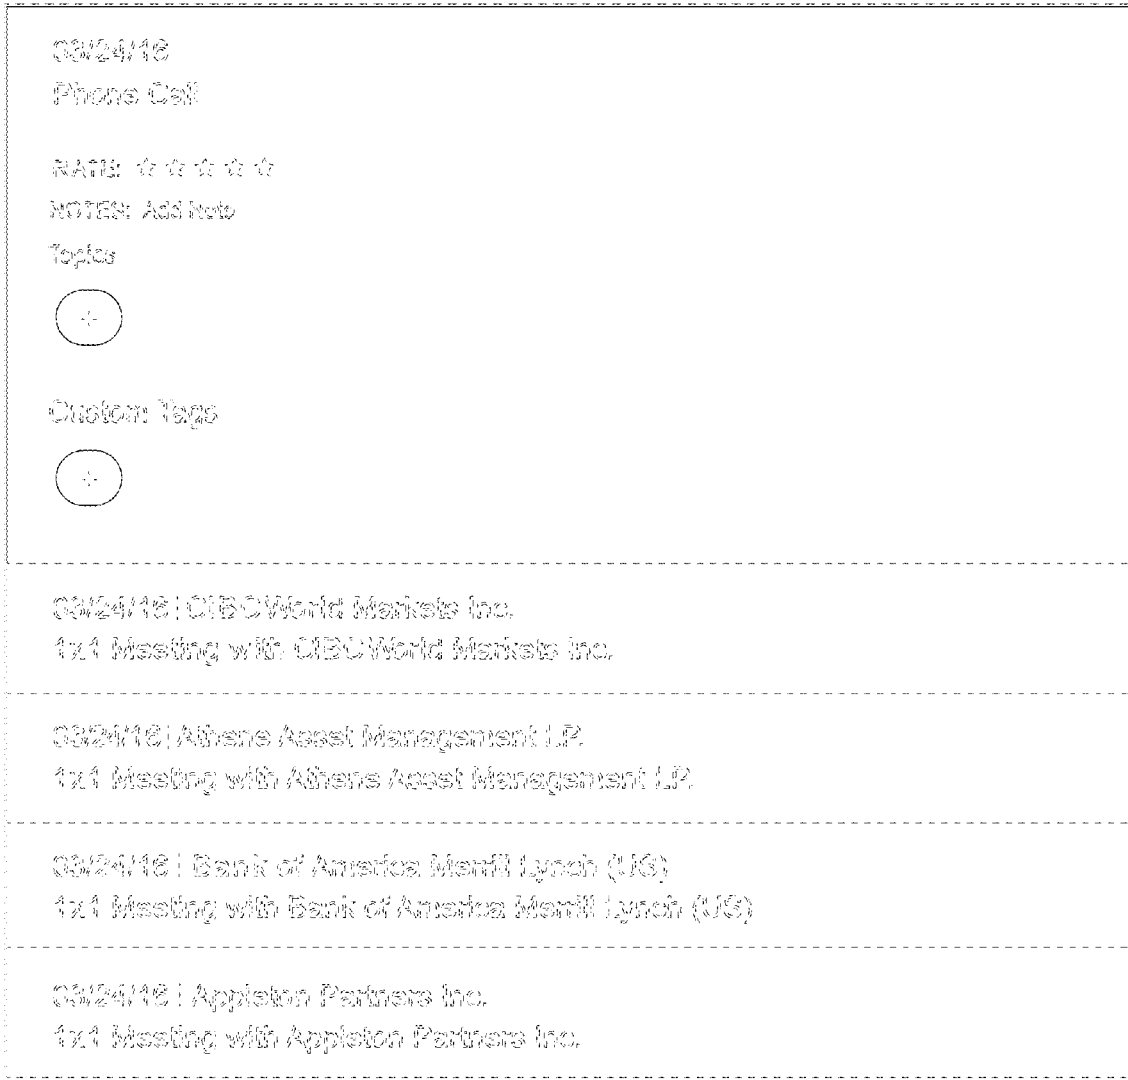 03/24/16
Phone Call
RATE: ☆ ☆ ☆ ☆ ☆
NOTES: Add Note
Topics
+
Custom Tags
+
03/24/16 | CIBC World Markets Inc.
1x1 Meeting with CIBC World Markets Inc.
03/24/16 | Athene Asset Management LP.
1x1 Meeting with Athene Asset Management LP.
03/24/16 | Bank of America Merrill Lynch (US)
1x1 Meeting with Bank of America Merrill Lynch (US)
03/24/16 | Appleton Partners Inc.
1x1 Meeting with Appleton Partners Inc.